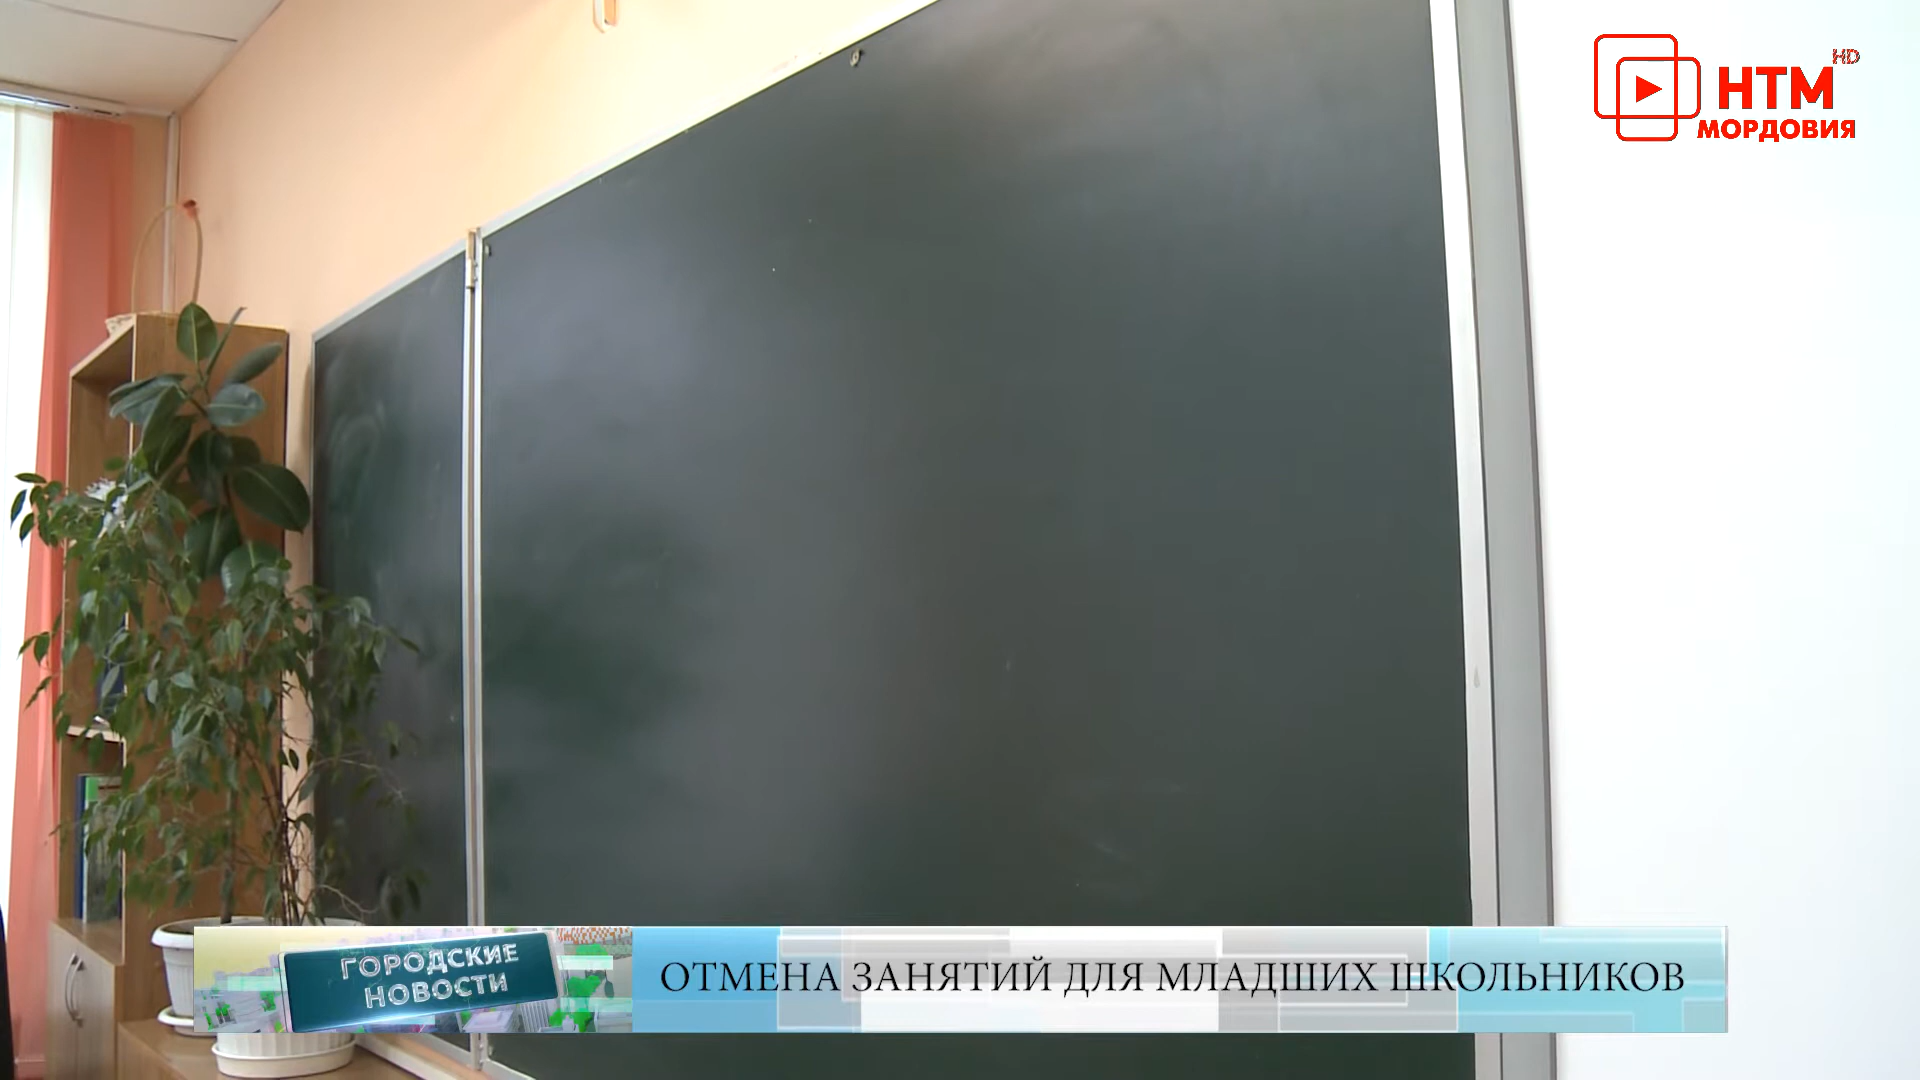 HD
НТМ
МОРДОВИЯ
ГОРОДСКИЕ
НОВОСТИ
ОТМЕНА ЗАНЯТИЙ ДЛЯ МЛАДШИХ ШКОЛЬНИКОВ